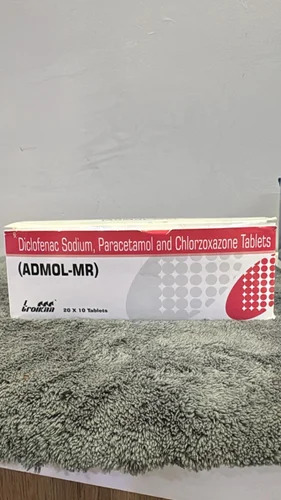 Diclofenac Sodium, Paracetamol and Chlorzoxazone Tablets
(ADMOL-MR)
20 X 10 Tablets